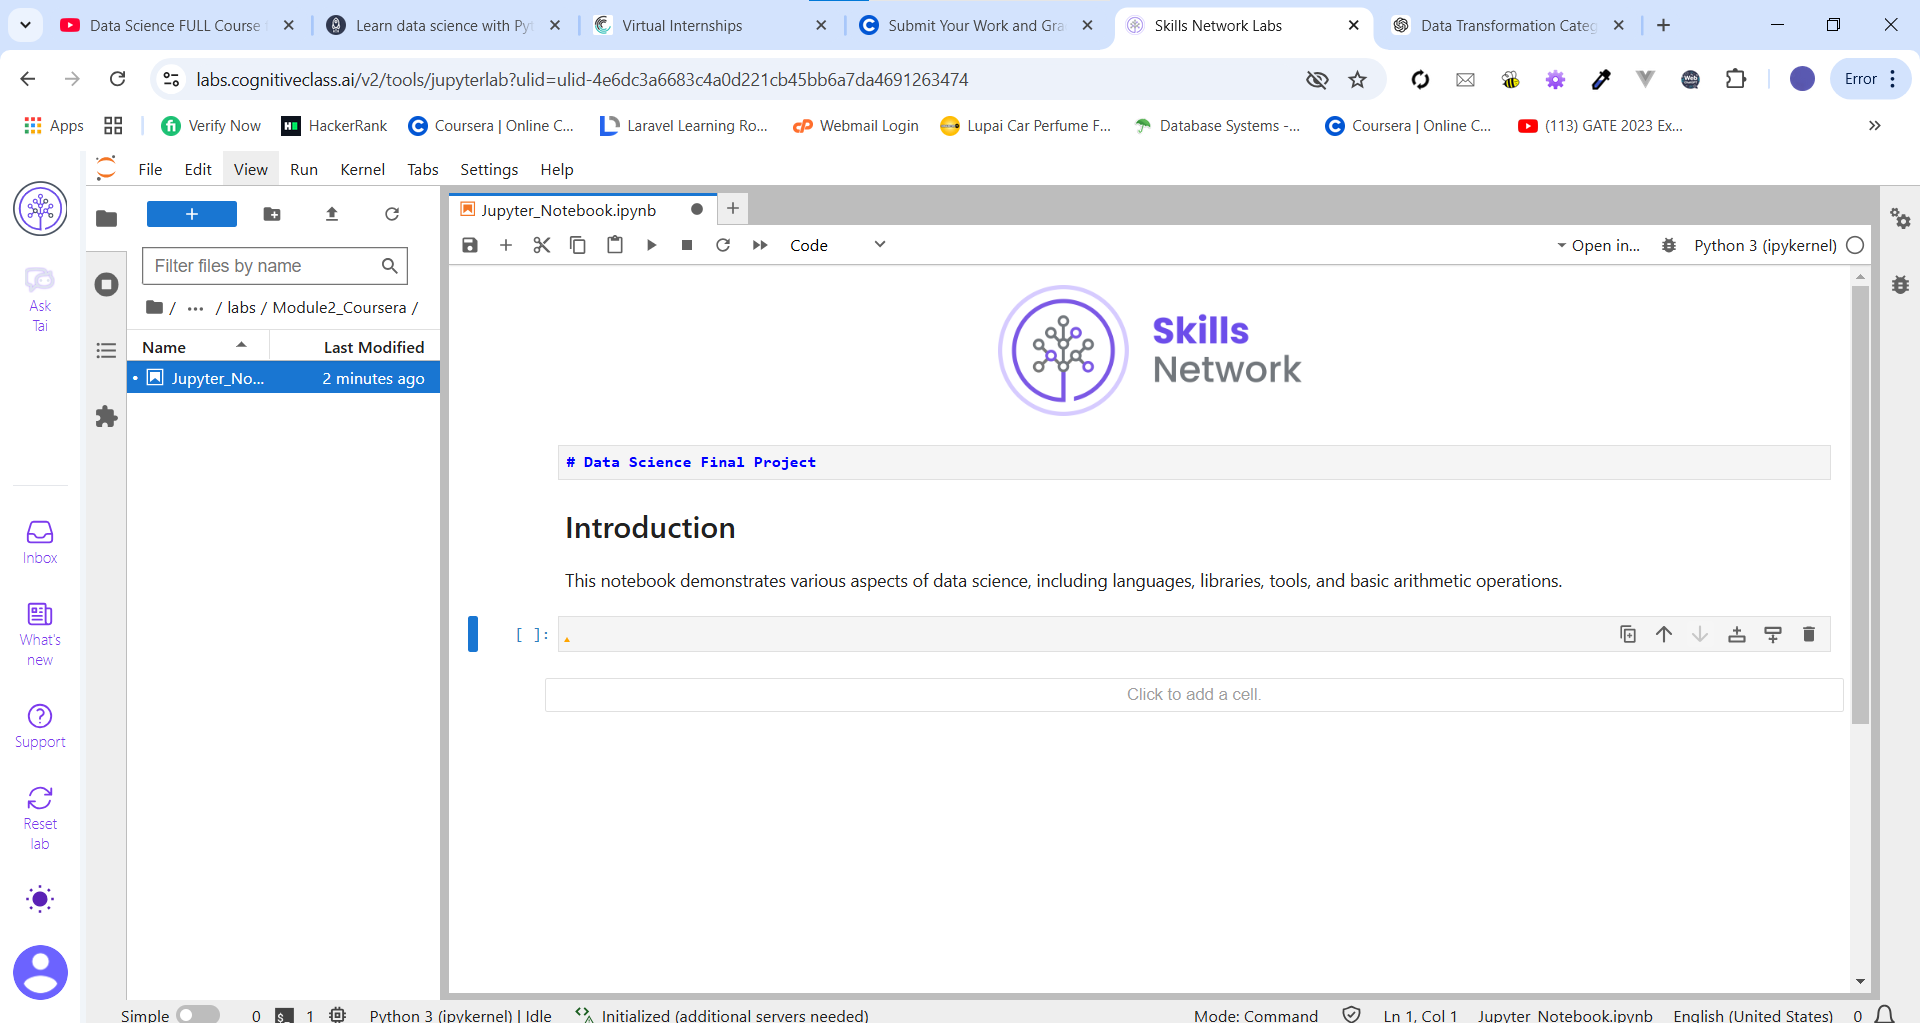 Data Science FULL Course
Learn data science with Pyt
Virtual Internships
Submit Your Work and Gra
Skills Network Labs
Data Transformation Categ
labs.cognitiveclass.ai/v2/tools/jupyterlab?ulid=ulid-4e6dc3a6683c4a0d221cb45bb6a7da4691263474
Error
Apps
Verify Now
HackerRank
Coursera | Online C...
Laravel Learning Ro...
Webmail Login
Lupai Car Perfume F...
Database Systems -...
Coursera | Online C...
(113) GATE 2023 Ex...
File Edit View Run Kernel Tabs Settings Help
Ask
Tai
Inbox
What's
new
Support
Reset
lab
+
Filter files by name
/ ... / labs / Module2_Coursera /
Name Last Modified
Jupyter_No... 2 minutes ago
Jupyter_Notebook.ipynb
Code
Open in...
Python 3 (ipykernel)
Skills
Network
# Data Science Final Project
Introduction
This notebook demonstrates various aspects of data science, including languages, libraries, tools, and basic arithmetic operations.
[ ]:
Click to add a cell.
Simple 0 1 Python 3 (ipykernel) | Idle Initialized (additional servers needed) Mode: Command Ln 1, Col 1 Jupyter_Notebook.ipynb English (United States) 0